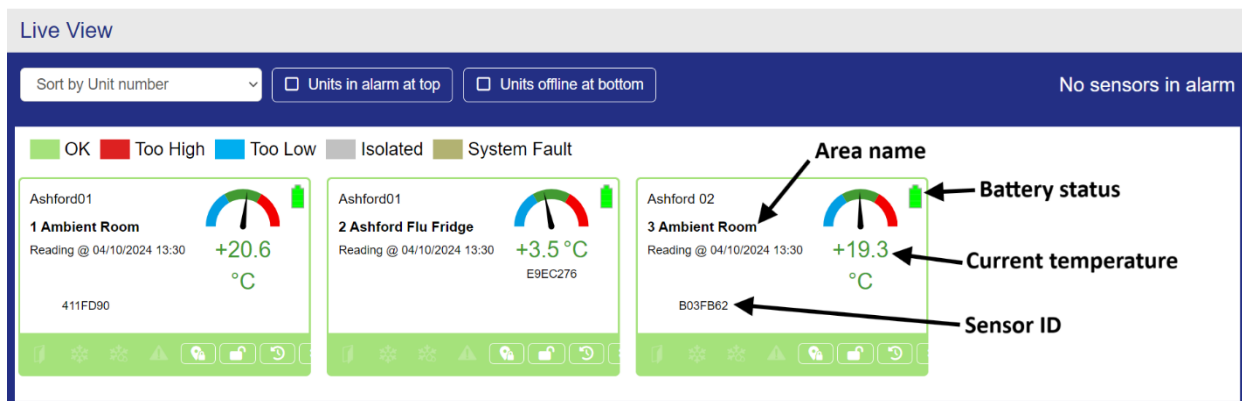 Live View
Sort by Unit number
Units in alarm at top
Units offline at bottom
No sensors in alarm
OK
Too High
Too Low
Isolated
System Fault
Area name
Battery status
Current temperature
Sensor ID
Ashford01
1 Ambient Room
Reading @ 04/10/2024 13:30
+20.6
°C
411FD90
Ashford01
2 Ashford Flu Fridge
Reading @ 04/10/2024 13:30
+3.5 °C
E9EC276
Ashford 02
3 Ambient Room
Reading @ 04/10/2024 13:30
+19.3
°C
B03FB62